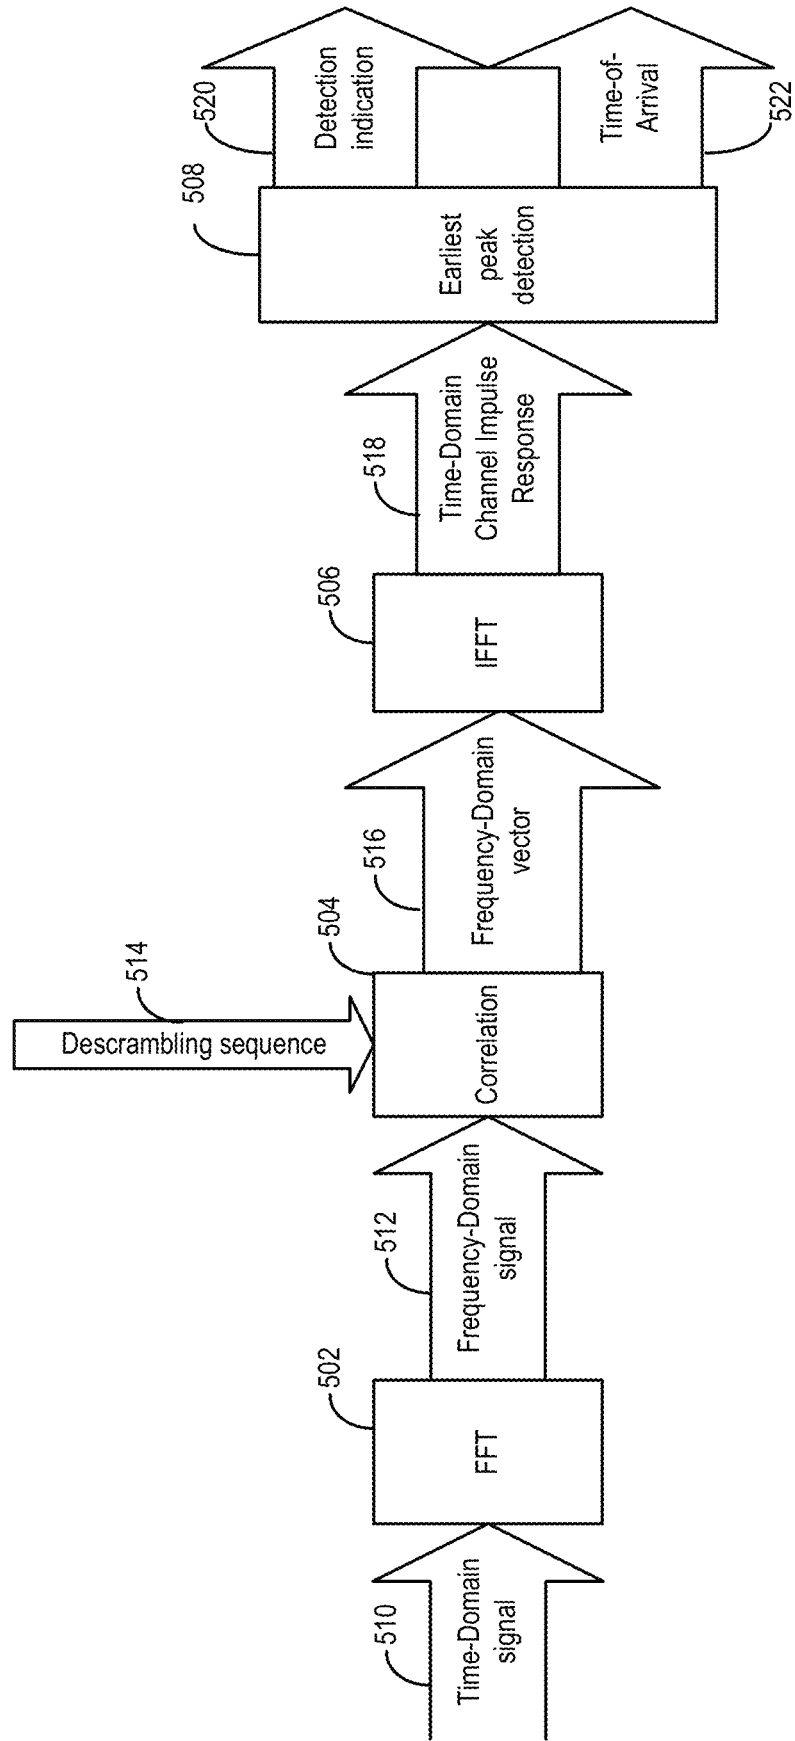 510
Time-Domain
signal
502
FFT
512
Frequency-Domain
signal
514
Descrambling sequence
504
Correlation
516
Frequency-Domain
vector
506
IFFT
518
Time-Domain
Channel Impulse
Response
508
Earliest
peak
detection
520
Detection
indication
Time-of-
Arrival
522